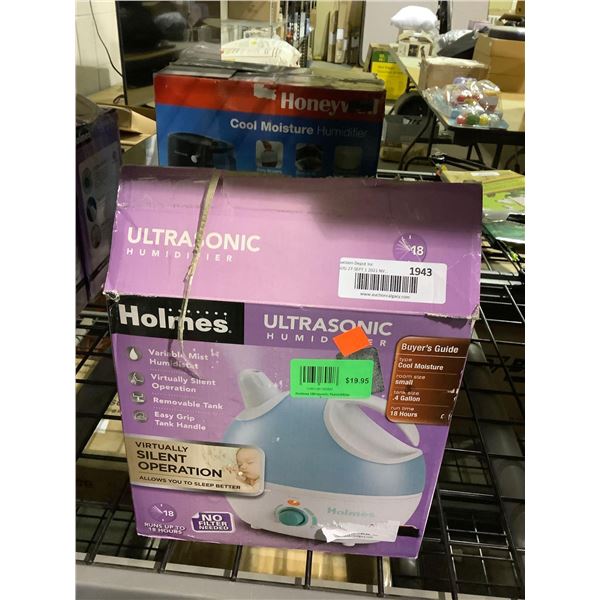 Honeywell
Cool Moisture Humidifier
ULTRASONIC
HUMIDIFIER
18
1943
www.auctioncalgary.com
Holmes
ULTRASONIC
HUMIDIFIER
Variable Mist
Humidistat
Virtually Silent
Operation
Removable Tank
Easy Grip
Tank Handle
Buyer's Guide
type
Cool Moisture
room size
small
tank size
.4 Gallon
run time
18 Hours
$19.95
VIRTUALLY
SILENT
OPERATION
ALLOWS YOU TO SLEEP BETTER
18
RUNS UP TO
18 HOURS
NO
FILTER
NEEDED
Holmes